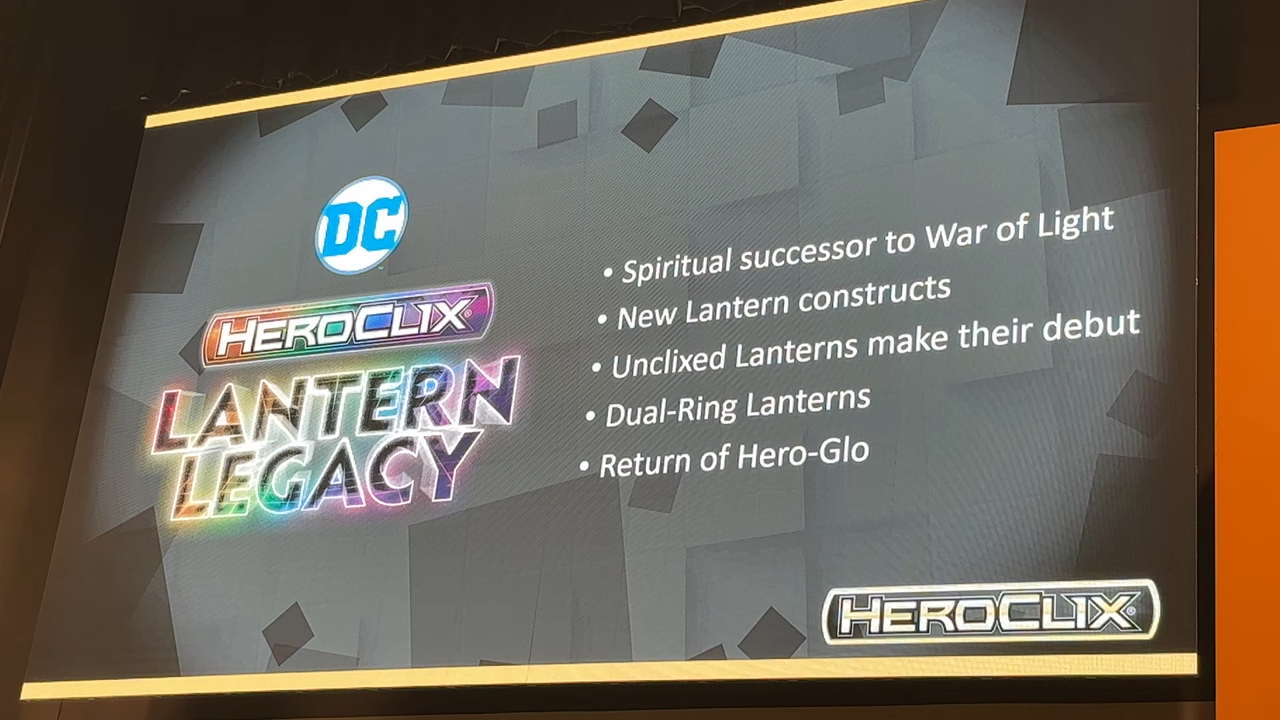 DC
HEROCLIX®
LANTERN
LEGACY
• Spiritual successor to War of Light
• New Lantern constructs
• Unclixed Lanterns make their debut
• Dual-Ring Lanterns
• Return of Hero-Glo
HEROCLIX®